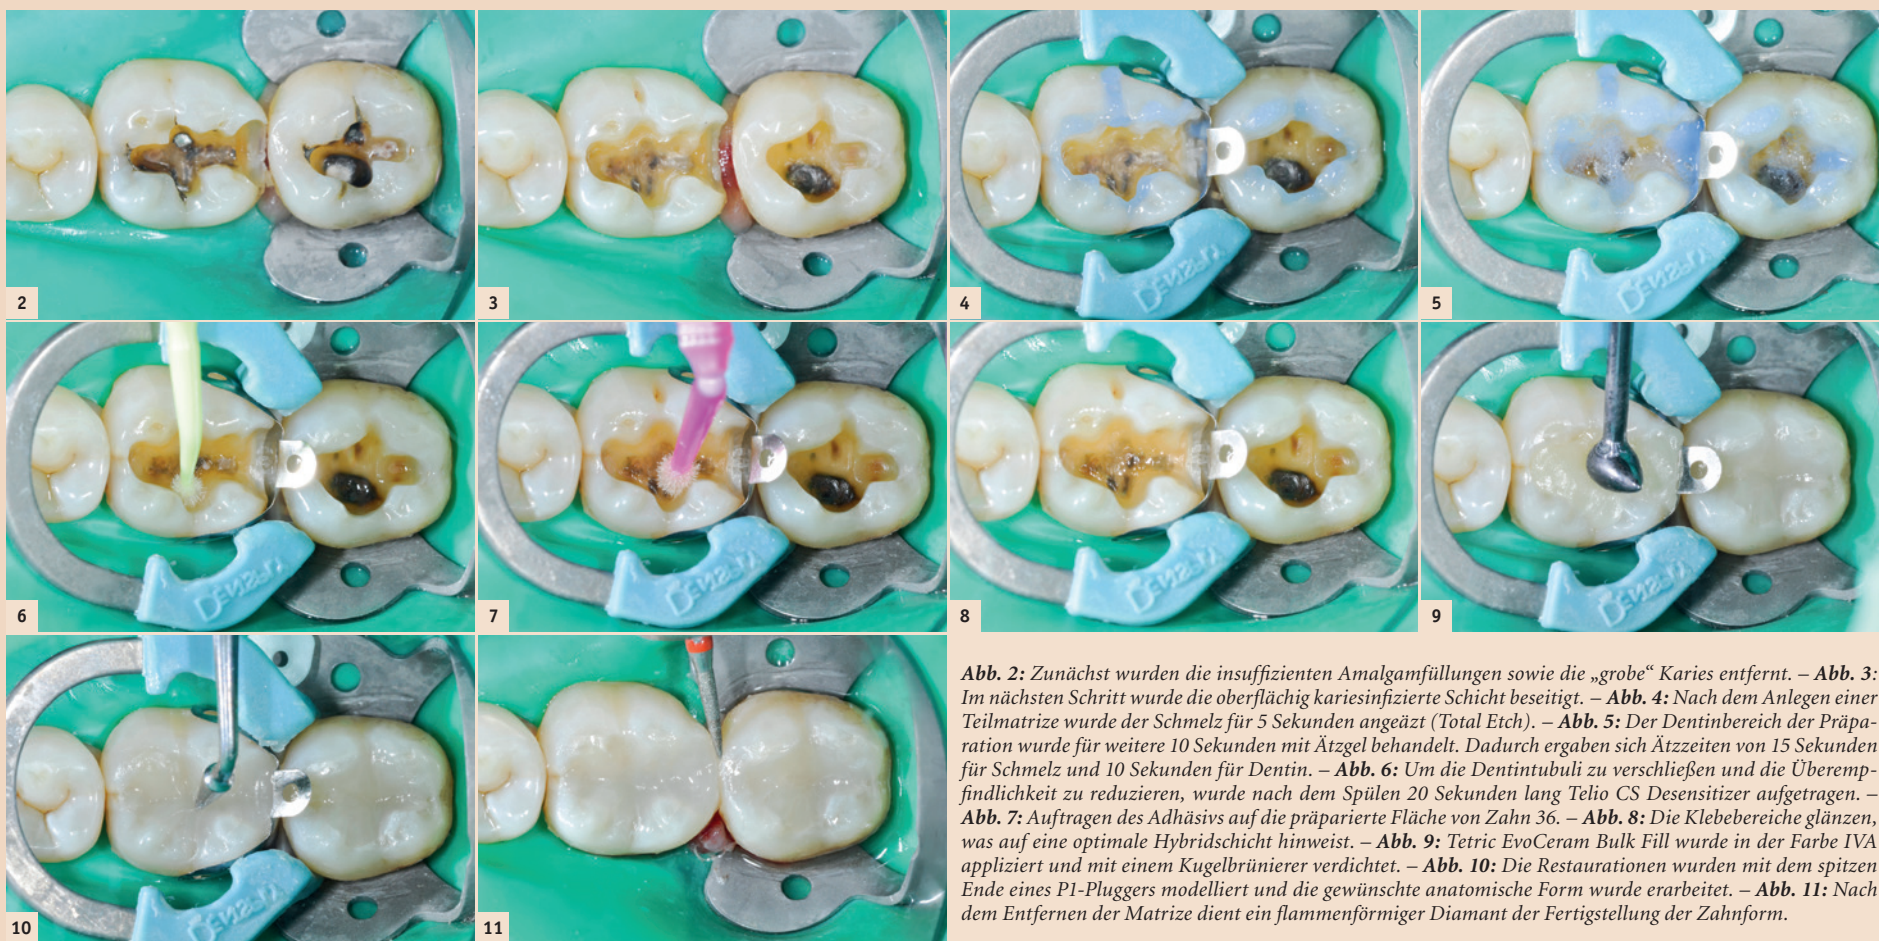 2
3
4
5
DENSPLY
DENSPLY
6
7
8
9
DENSPLY
DENSPLY
DENSPLY
DENSPLY
10
11
Abb. 2: Zunächst wurden die insuffizienten Amalgamfüllungen sowie die „grobe“ Karies entfernt. – Abb. 3:
Im nächsten Schritt wurde die oberflächig kariesinfizierte Schicht beseitigt. – Abb. 4: Nach dem Anlegen einer
Teilmatrize wurde der Schmelz für 5 Sekunden angeäzt (Total Etch). – Abb. 5: Der Dentinbereich der Präpa-
ration wurde für weitere 10 Sekunden mit Ätzgel behandelt. Dadurch ergaben sich Ätzzeiten von 15 Sekunden
für Schmelz und 10 Sekunden für Dentin. – Abb. 6: Um die Dentintubuli zu verschließen und die Überemp-
findlichkeit zu reduzieren, wurde nach dem Spülen 20 Sekunden lang Telio CS Desensitizer aufgetragen. –
Abb. 7: Auftragen des Adhäsivs auf die präparierte Fläche von Zahn 36. – Abb. 8: Die Klebebereiche glänzen,
was auf eine optimale Hybridschicht hinweist. – Abb. 9: Tetric EvoCeram Bulk Fill wurde in der Farbe IVA
appliziert und mit einem Kugelbrünierer verdichtet. – Abb. 10: Die Restaurationen wurden mit dem spitzen
Ende eines P1-Pluggers modelliert und die gewünschte anatomische Form wurde erarbeitet. – Abb. 11: Nach
dem Entfernen der Matrize dient ein flammenförmiger Diamant der Fertigstellung der Zahnform.